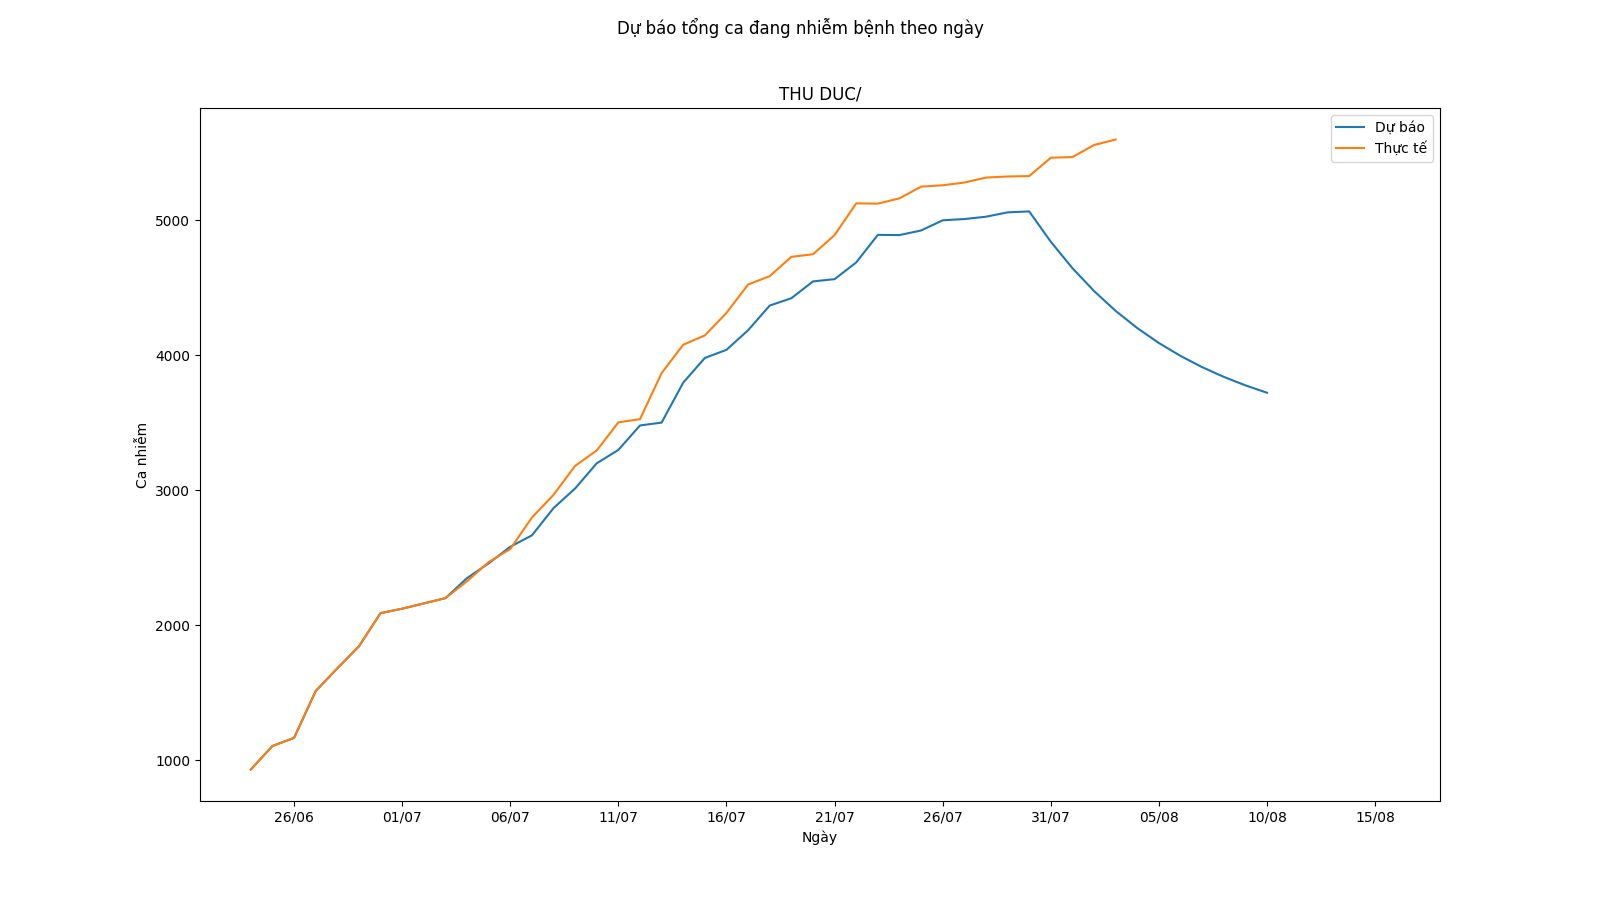 Dự báo tổng ca đang nhiễm bệnh theo ngày
THU DUC/
Dự báo
Thực tế
5000
4000
3000
2000
1000
Ca nhiễm
26/06 01/07 06/07 11/07 16/07 21/07 26/07 31/07 05/08 10/08 15/08
Ngày